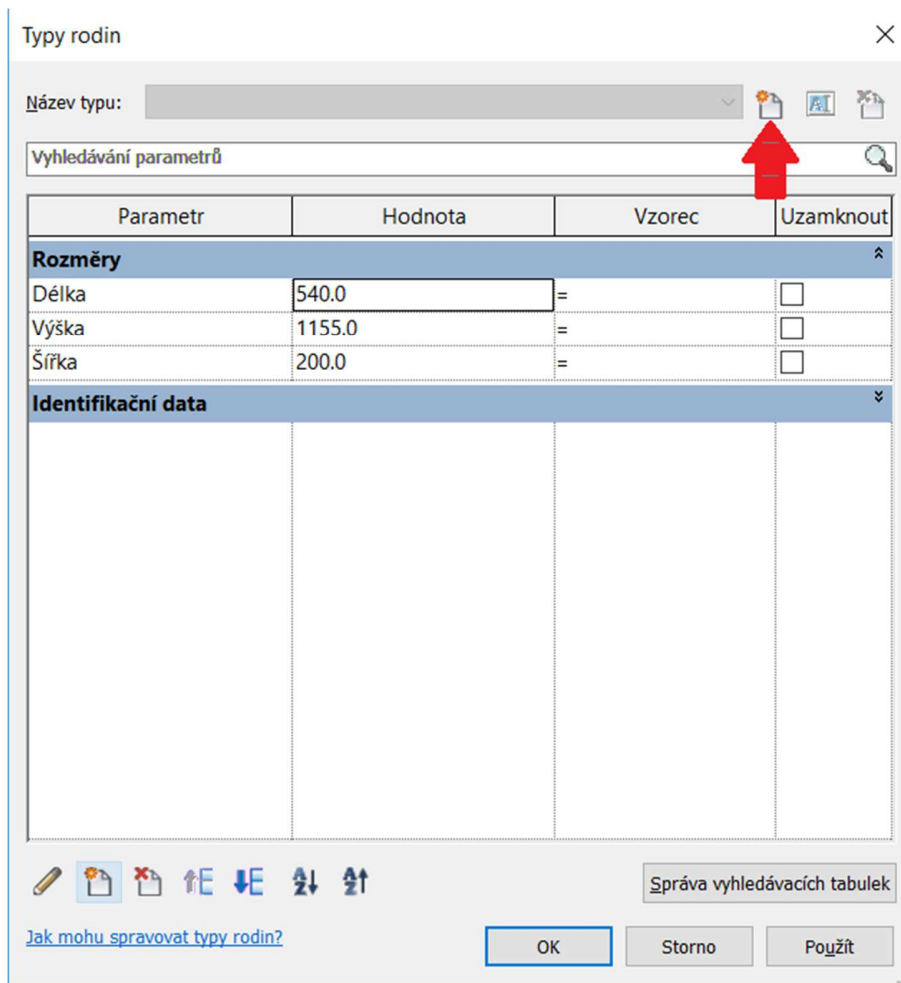 Typy rodin
Název typu:
Vyhledávání parametrů
Parametr Hodnota Vzorec Uzamknout
Rozměry
Délka 540.0 =
Výška 1155.0 =
Šířka 200.0 =
Identifikační data
Správa vyhledávacích tabulek
Jak mohu spravovat typy rodin?
OK Storno Použít